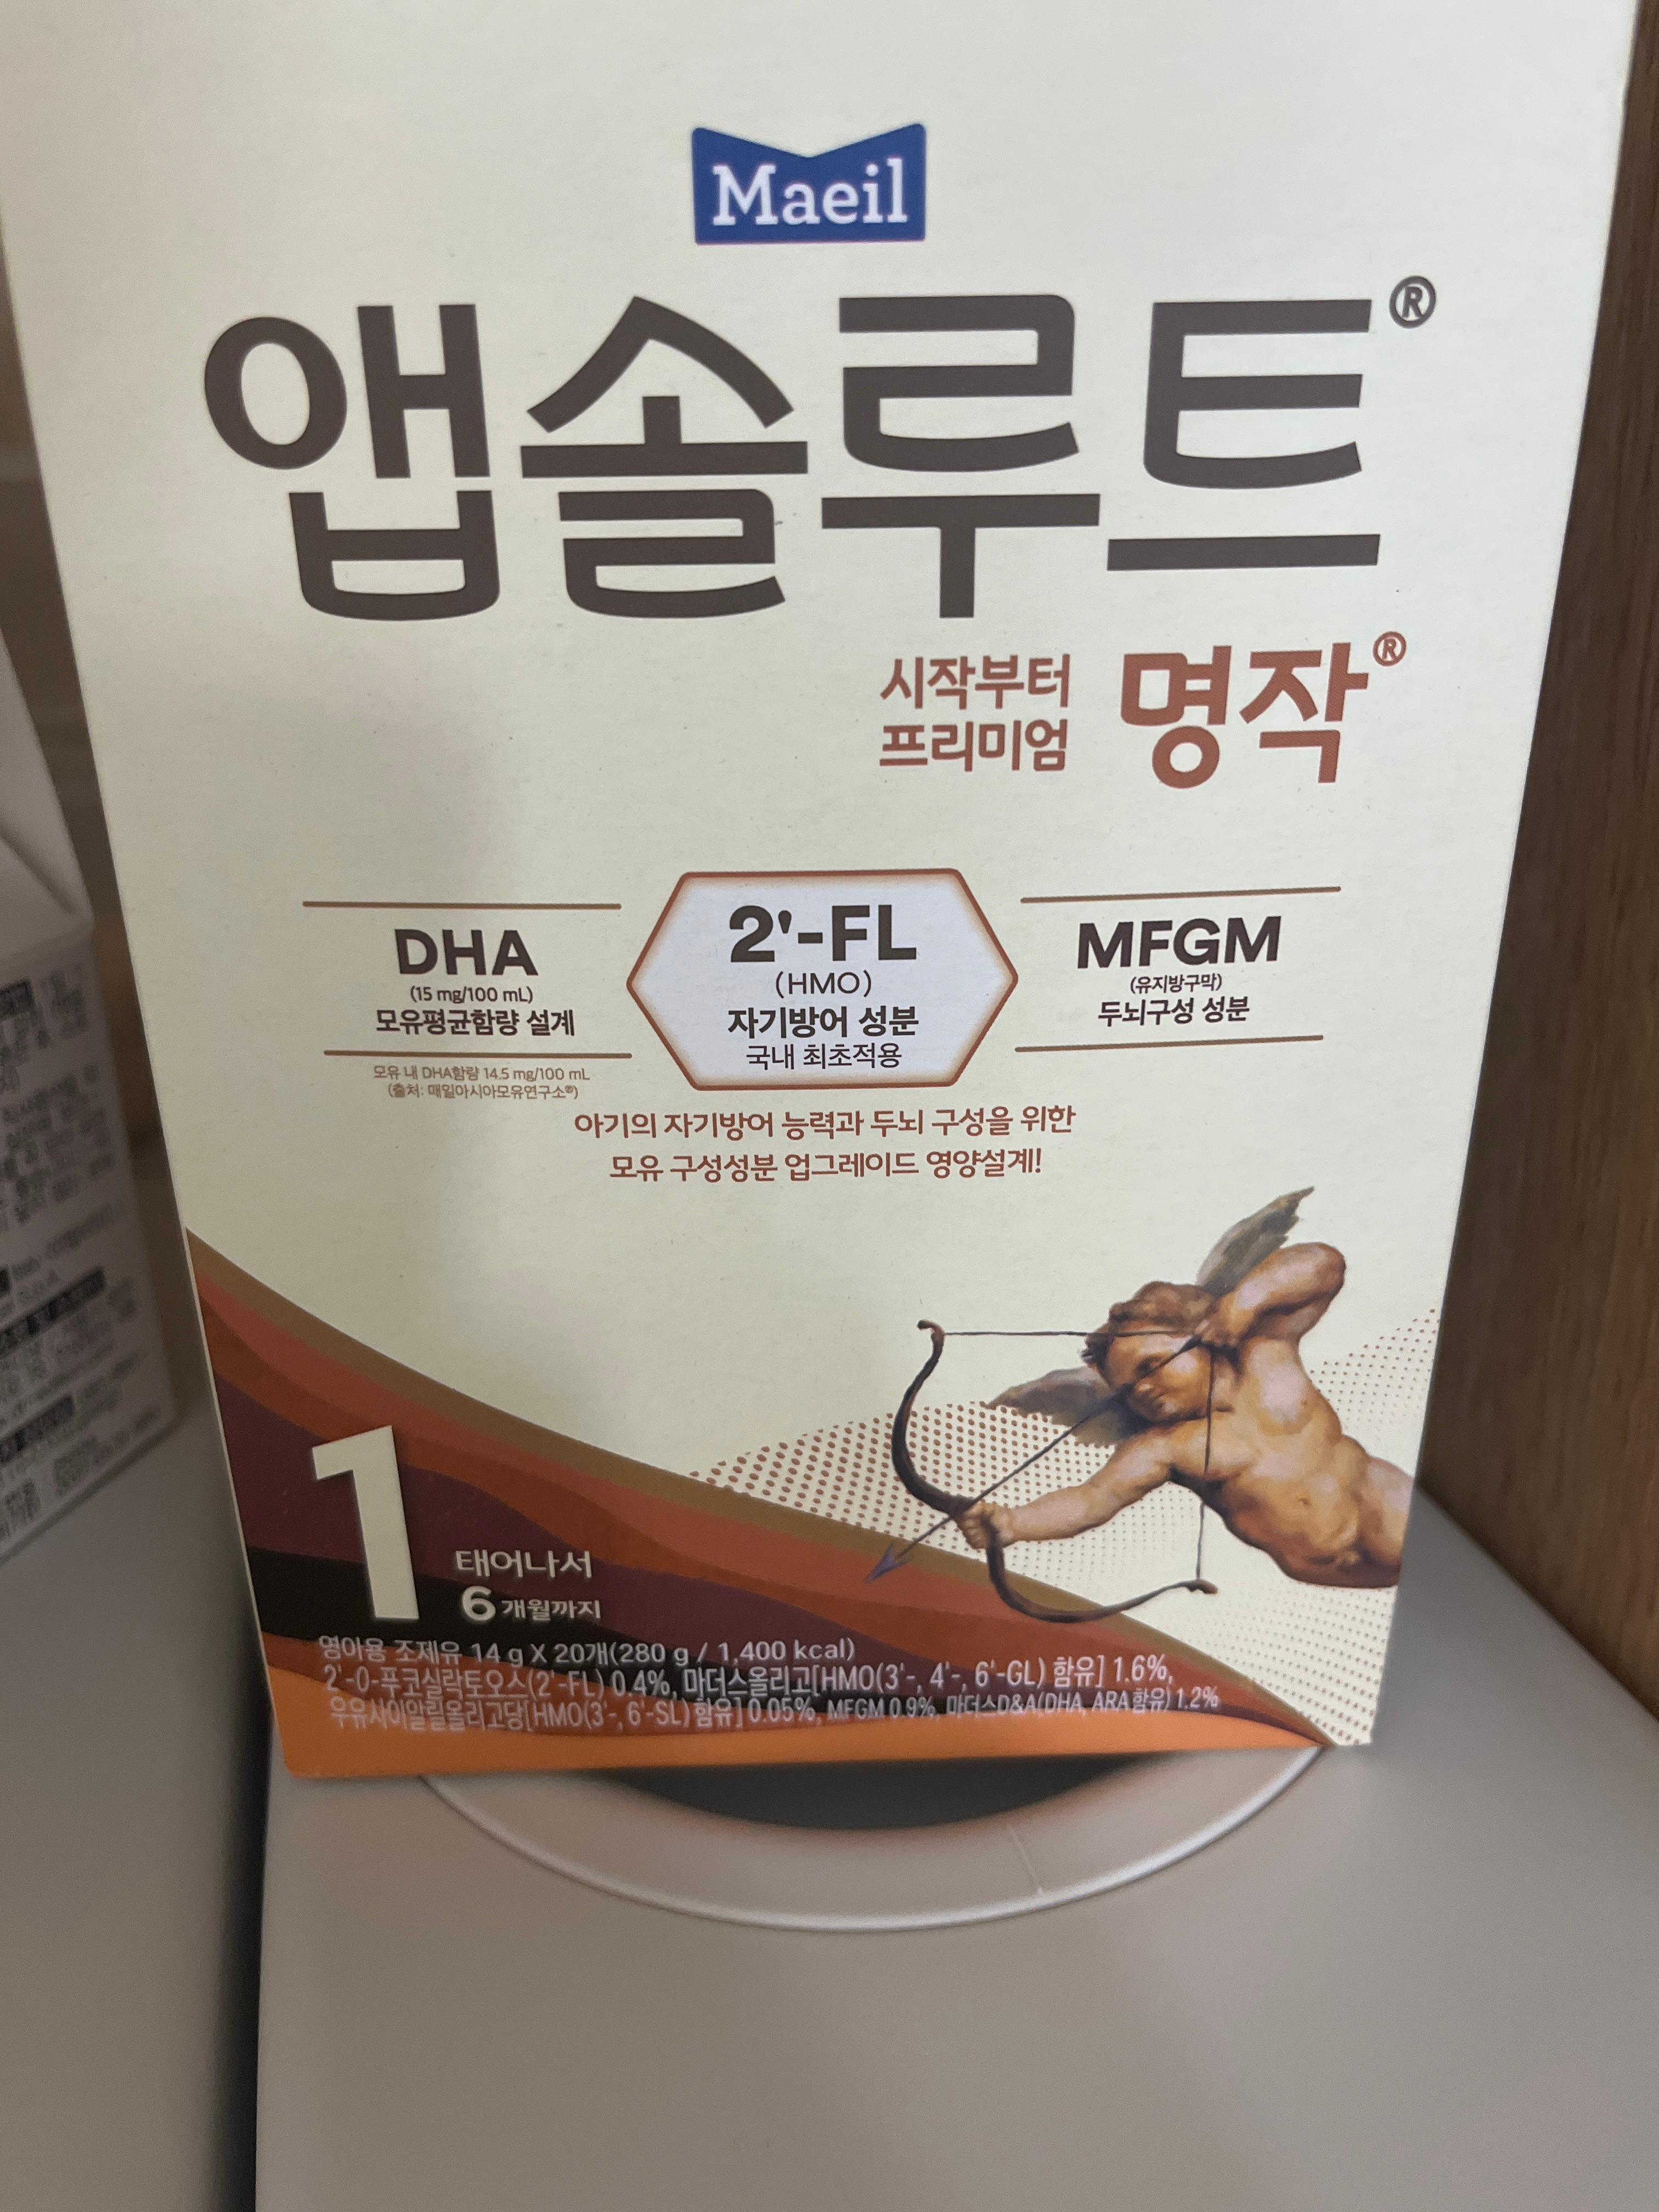 Maeil
앱솔루트®
시작부터
프리미엄 명작®
DHA
(15 mg/100 mL)
모유평균함량 설계
모유 내 DHA함량 14.5 mg/100 mL
(출처: 매일아시아모유연구소®)
2'-FL
(HMO)
자기방어 성분
국내 최초적용
MFGM
(유지방구막)
두뇌구성 성분
아기의 자기방어 능력과 두뇌 구성을 위한
모유 구성성분 업그레이드 영양설계!
1 태어나서
6개월까지
영아용 조제유 14 g X 20개(280 g / 1,400 kcal)
2'-O-푸코실락토오스(2'-FL) 0.4%, 마더스올리고[HMO(3'-, 4'-, 6'-GL) 함유] 1.6%,
우유사이알릴올리고당[HMO(3'-, 6'-SL) 함유] 0.05%, MFGM 0.9%, 마더스D&A(DHA, ARA 함유) 1.2%